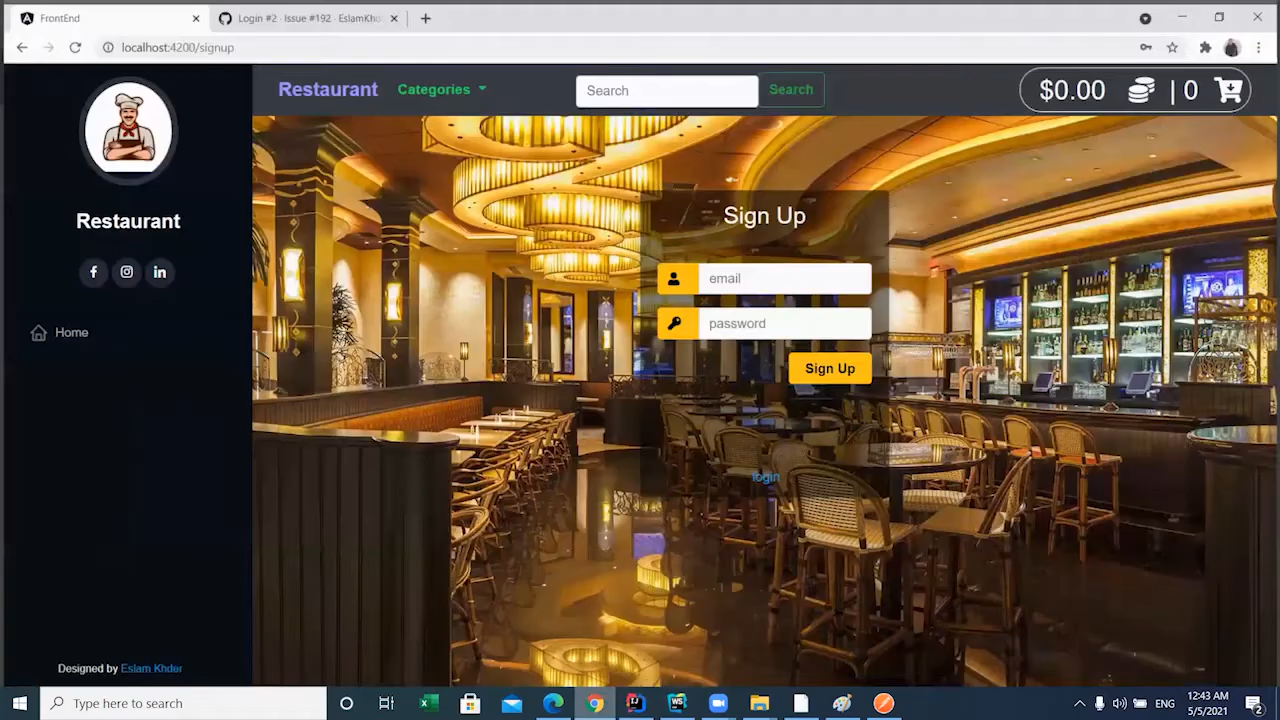 FrontEnd
Login #2 · Issue #192 · EslamKh
localhost:4200/signup
Restaurant
Categories
Search
Search
$0.00 | 0
Restaurant
Home
Sign Up
email
password
Sign Up
login
Designed by Eslam Khder
Type here to search
ENG
12:43 AM
5/5/2021
2